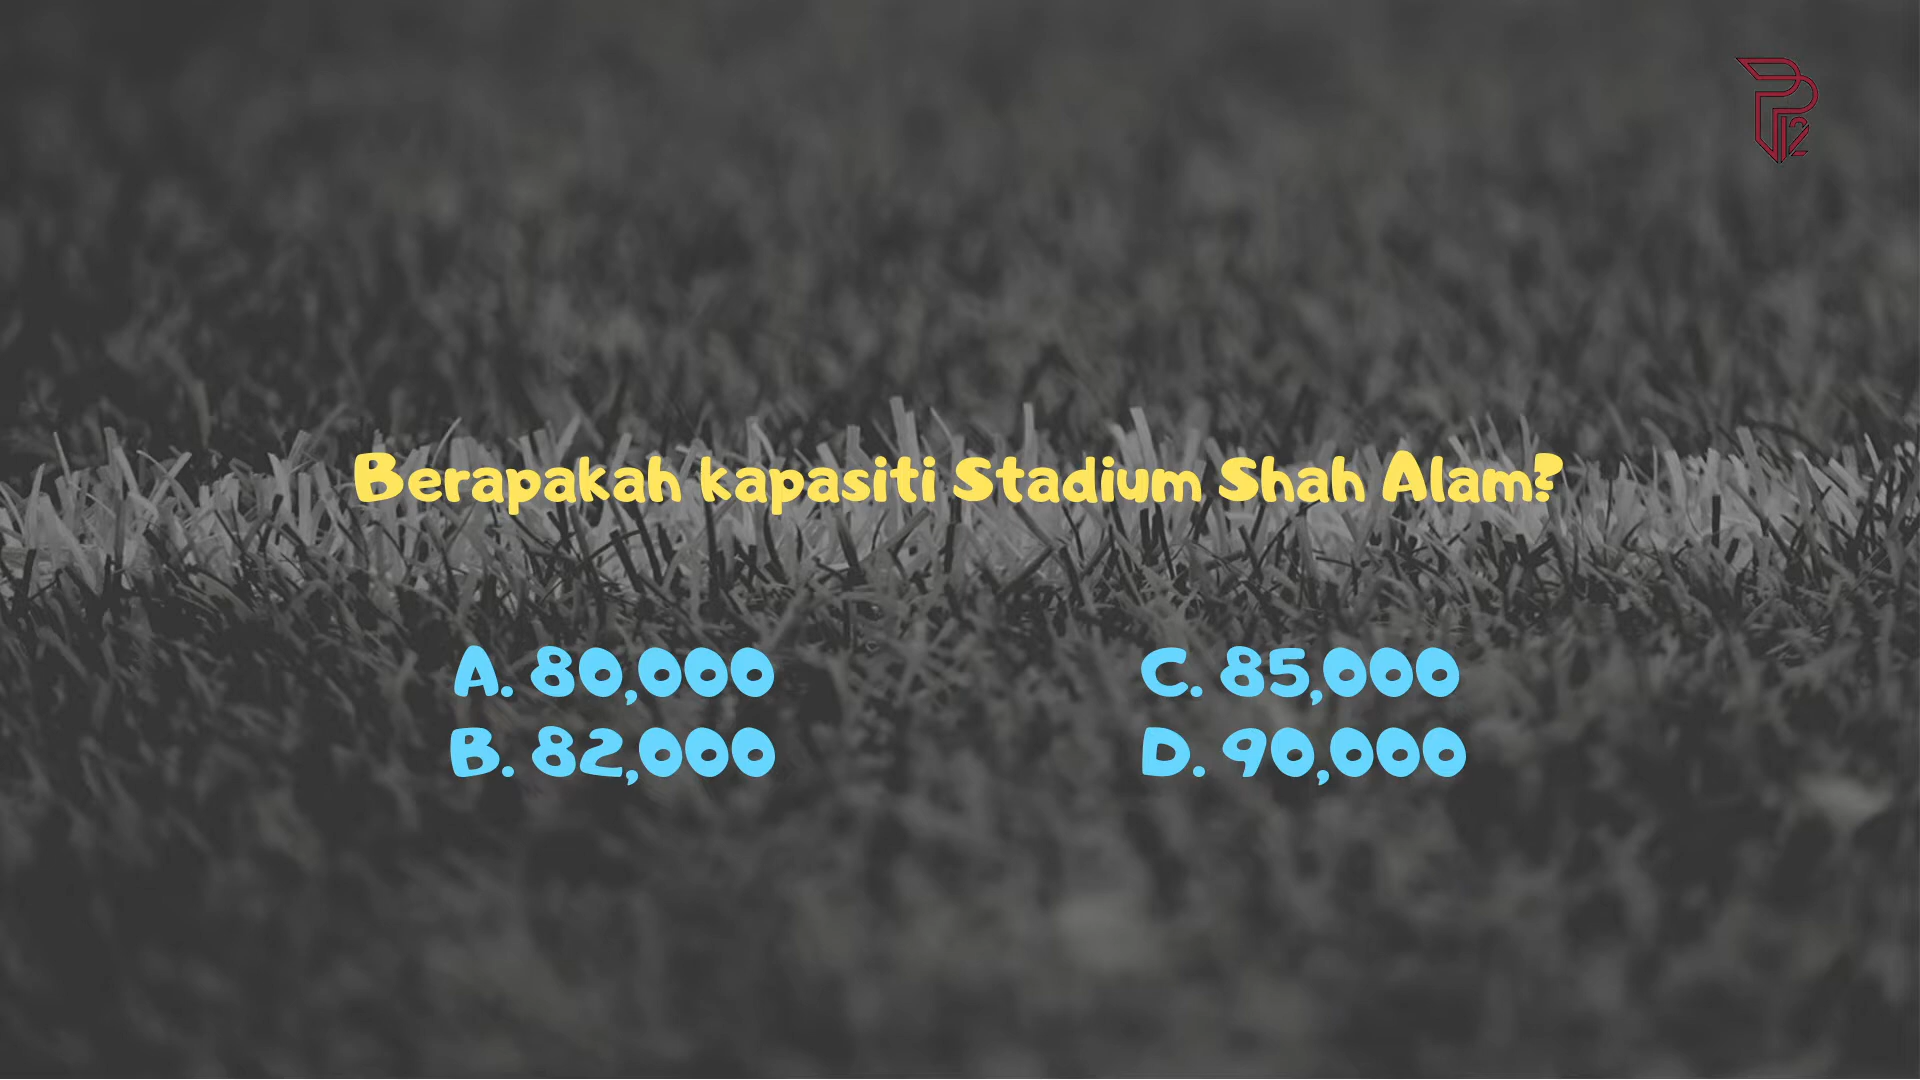 Berapakah kapasiti Stadium Shah Alam?
A. 80,000
B. 82,000
C. 85,000
D. 90,000